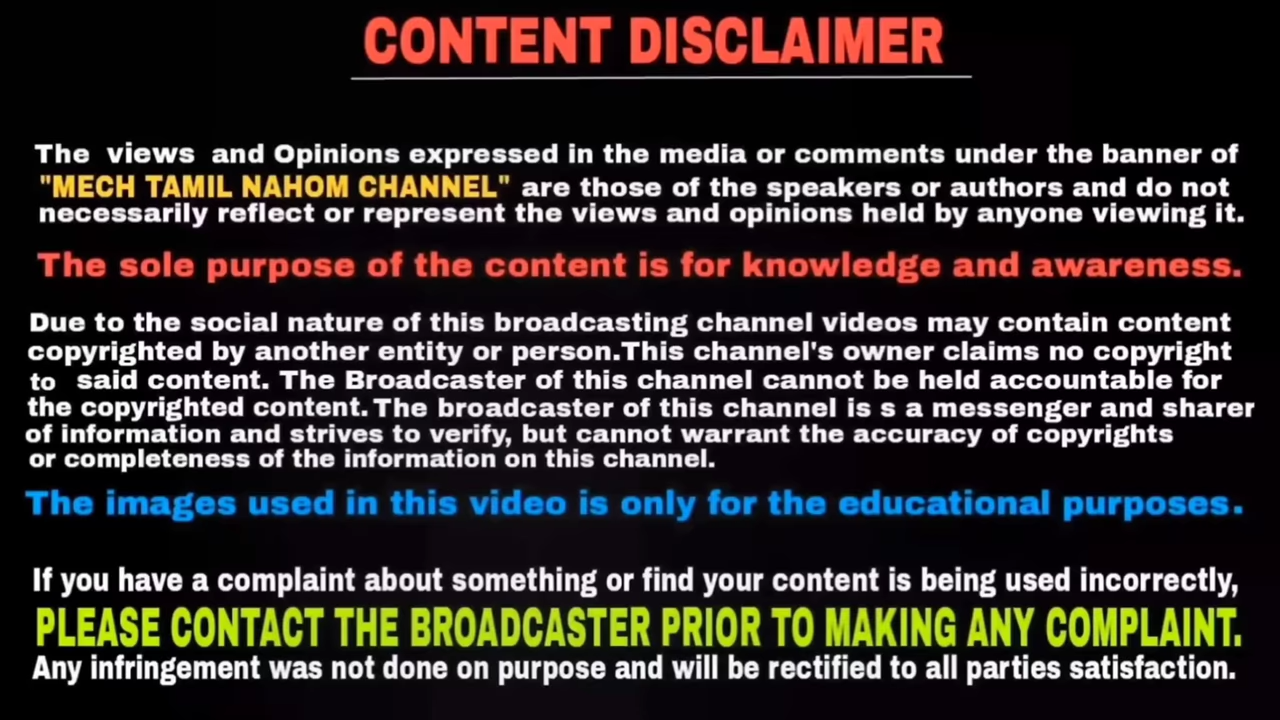 CONTENT DISCLAIMER
The views and Opinions expressed in the media or comments under the banner of
"MECH TAMIL NAHOM CHANNEL" are those of the speakers or authors and do not
necessarily reflect or represent the views and opinions held by anyone viewing it.
The sole purpose of the content is for knowledge and awareness.
Due to the social nature of this broadcasting channel videos may contain content
copyrighted by another entity or person.This channel's owner claims no copyright
to said content. The Broadcaster of this channel cannot be held accountable for
the copyrighted content. The broadcaster of this channel is s a messenger and sharer
of information and strives to verify, but cannot warrant the accuracy of copyrights
or completeness of the information on this channel.
The images used in this video is only for the educational purposes.
If you have a complaint about something or find your content is being used incorrectly,
PLEASE CONTACT THE BROADCASTER PRIOR TO MAKING ANY COMPLAINT.
Any infringement was not done on purpose and will be rectified to all parties satisfaction.